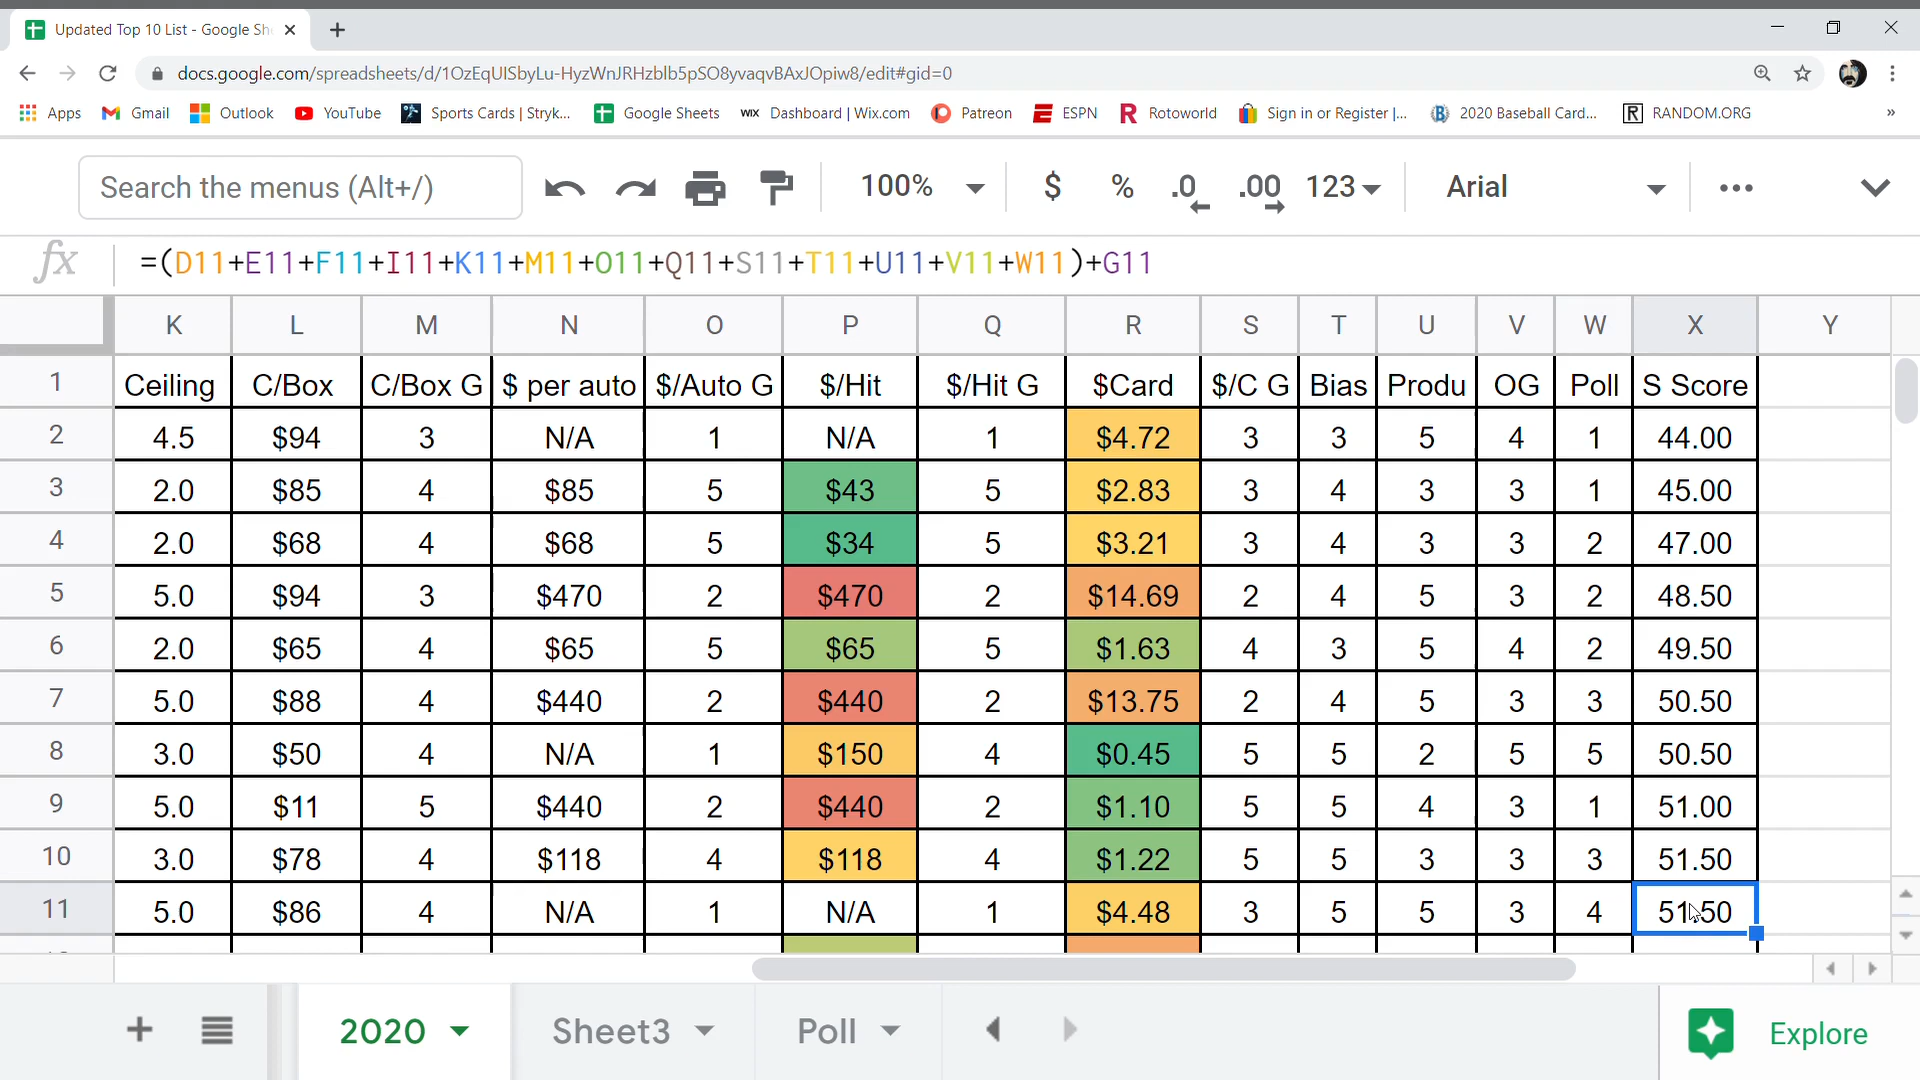 Updated Top 10 List - Google Sh
docs.google.com/spreadsheets/d/1OzEqUISbyLu-HyzWnJRHzblb5pSO8yvaqvBAxJOpiw8/edit#gid=0
Apps Gmail Outlook YouTube Sports Cards | Stryk... Google Sheets WIX Dashboard | Wix.com Patreon ESPN Rotoworld Sign in or Register |... 2020 Baseball Card... RANDOM.ORG »
Search the menus (Alt+/) 100% $ % .0 .00 123 Arial
fx =(D11+E11+F11+I11+K11+M11+O11+Q11+S11+T11+U11+V11+W11)+G11
K L M N O P Q R S T U V W X Y
1 Ceiling C/Box C/Box G $ per auto $/Auto G $/Hit $/Hit G $Card $/C G Bias Produ OG Poll S Score
2 4.5 $94 3 N/A 1 N/A 1 $4.72 3 3 5 4 1 44.00
3 2.0 $85 4 $85 5 $43 5 $2.83 3 4 3 3 1 45.00
4 2.0 $68 4 $68 5 $34 5 $3.21 3 4 3 3 2 47.00
5 5.0 $94 3 $470 2 $470 2 $14.69 2 4 5 3 2 48.50
6 2.0 $65 4 $65 5 $65 5 $1.63 4 3 5 4 2 49.50
7 5.0 $88 4 $440 2 $440 2 $13.75 2 4 5 3 3 50.50
8 3.0 $50 4 N/A 1 $150 4 $0.45 5 5 2 5 5 50.50
9 5.0 $11 5 $440 2 $440 2 $1.10 5 5 4 3 1 51.00
10 3.0 $78 4 $118 4 $118 4 $1.22 5 5 3 3 3 51.50
11 5.0 $86 4 N/A 1 N/A 1 $4.48 3 5 5 3 4 51.50
2020 Sheet3 Poll Explore